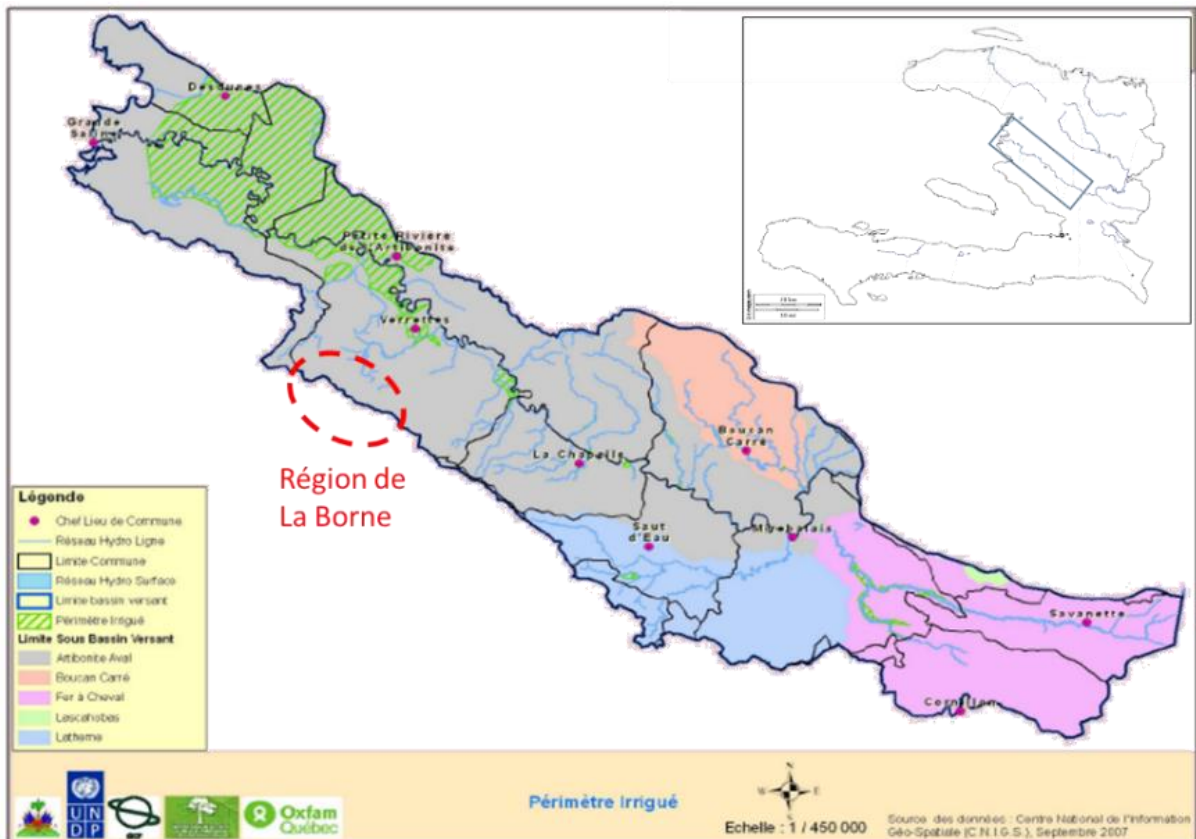 Desdunes
Grande
Saline
Petite Rivière
de l'Artibonite
Verrettes
Région de
La Borne
La Chapelle
Boucan
Carré
Saut
d'Eau
Mirebalais
Savanette
Cornillon
Légende
Chef Lieu de Commune
Réseau Hydro Ligne
Limite Commune
Réseau Hydro Surface
Limite bassin versant
Périmètre Irrigué
Limite Sous Bassin Versant
Artibonite Aval
Boucan Carré
Fer à Cheval
Lascahobas
Latheme
U N
D P
Oxfam
Québec
Périmètre Irrigué
W E
Echelle : 1 / 450 000
Source des données : Centre National de l'Information
Géo-Spatiale (C.N.I.G.S.), Septembre 2007